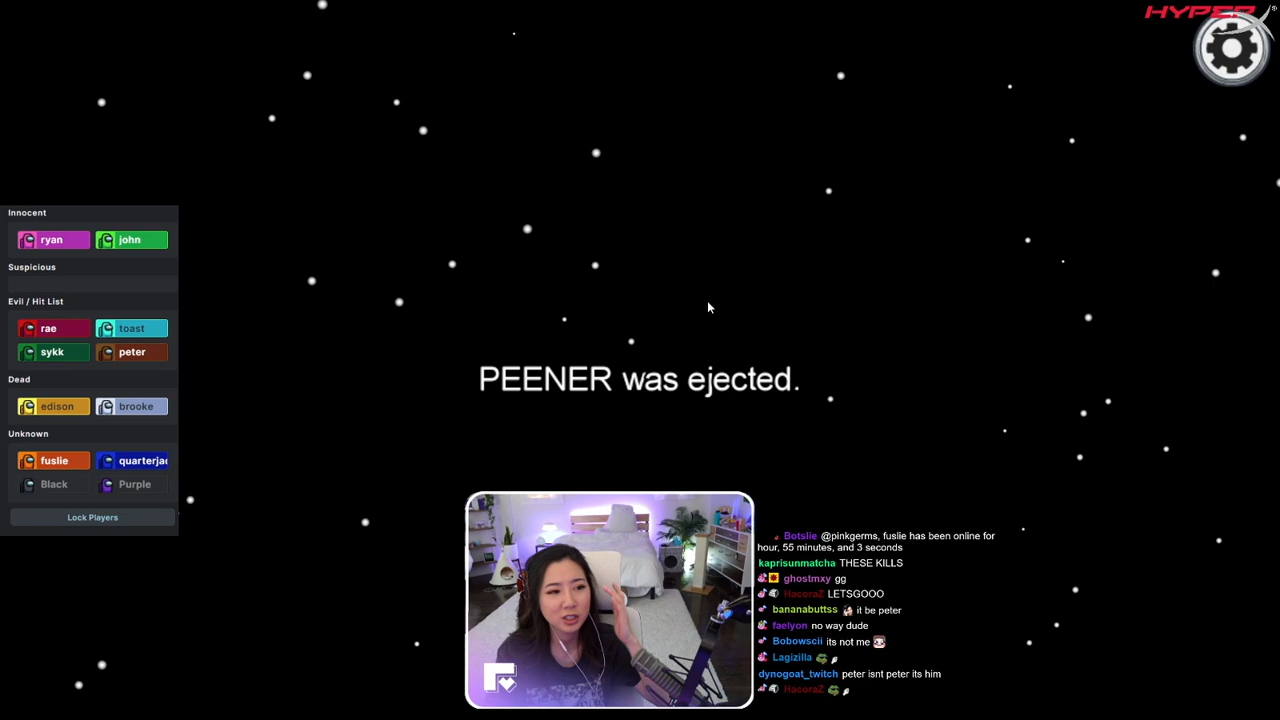 HYPERX
Innocent
ryan john
Suspicious
Evil / Hit List
rae toast
sykk peter
Dead
edison brooke
Unknown
fuslie quarterjac
Black Purple
Lock Players
PEENER was ejected.
Botslie @pinkgerms, fuslie has been online for
hour, 55 minutes, and 3 seconds
kaprisunmatcha THESE KILLS
ghostmxy gg
HacoraZ LETSGOOO
bananabuttss it be peter
faelyon no way dude
Bobowscii its not me
Lagizilla
dynogoat_twitch peter isnt peter its him
HacoraZ